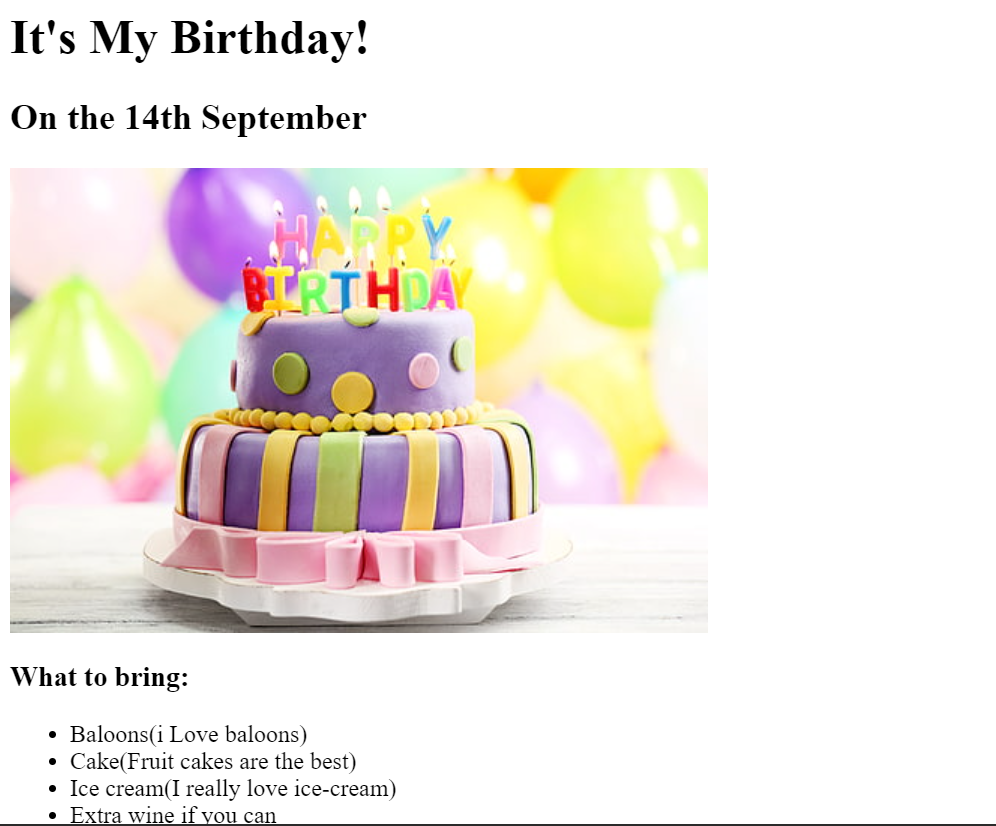 It's My Birthday!
On the 14th September
HAPPY
BIRTHDAY
What to bring:
Baloons(i Love baloons)
Cake(Fruit cakes are the best)
Ice cream(I really love ice-cream)
Extra wine if you can